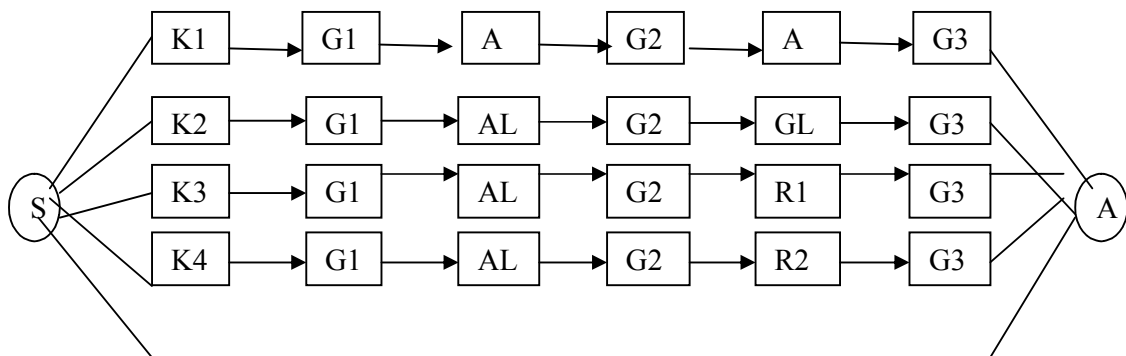 K1 G1 A G2 A G3
K2 G1 AL G2 GL G3
K3 G1 AL G2 R1 G3
S A
K4 G1 AL G2 R2 G3